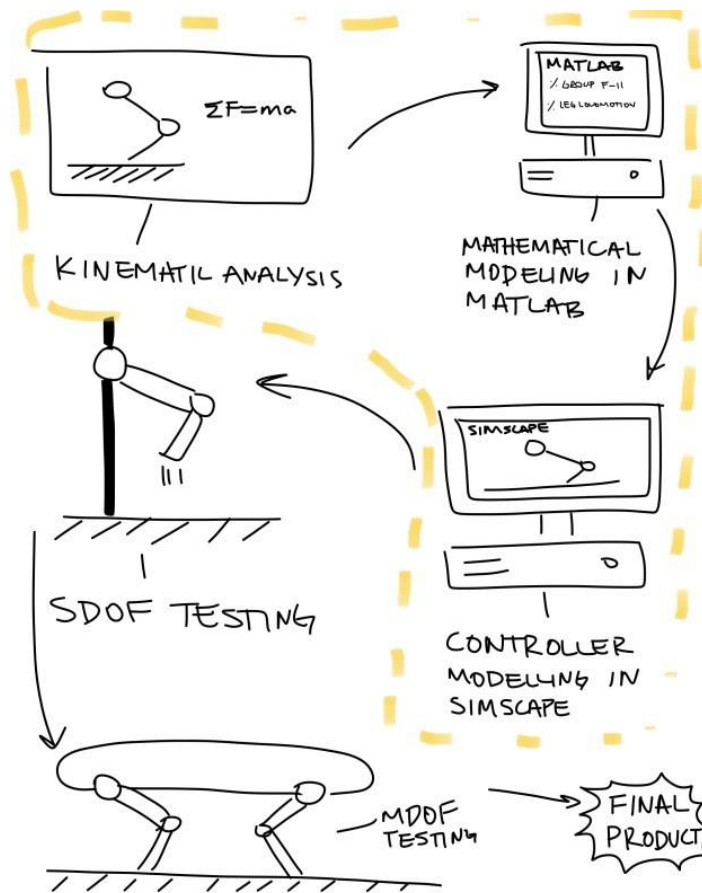 ΣF=ma
KINEMATIC ANALYSIS
MATLAB
% GROUP F-11
% LEG LOCOMOTION
MATHEMATICAL
MODELING IN
MATLAB
SIMSCAPE
CONTROLLER
MODELLING IN
SIMSCAPE
SDOF TESTING
MDOF
TESTING
FINAL
PRODUCT